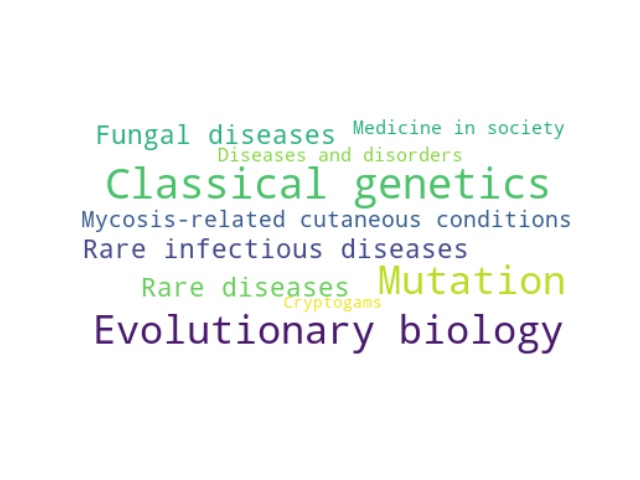 Fungal diseases
Medicine in society
Diseases and disorders
Classical genetics
Mycosis-related cutaneous conditions
Rare infectious diseases
Mutation
Rare diseases
Cryptogams
Evolutionary biology